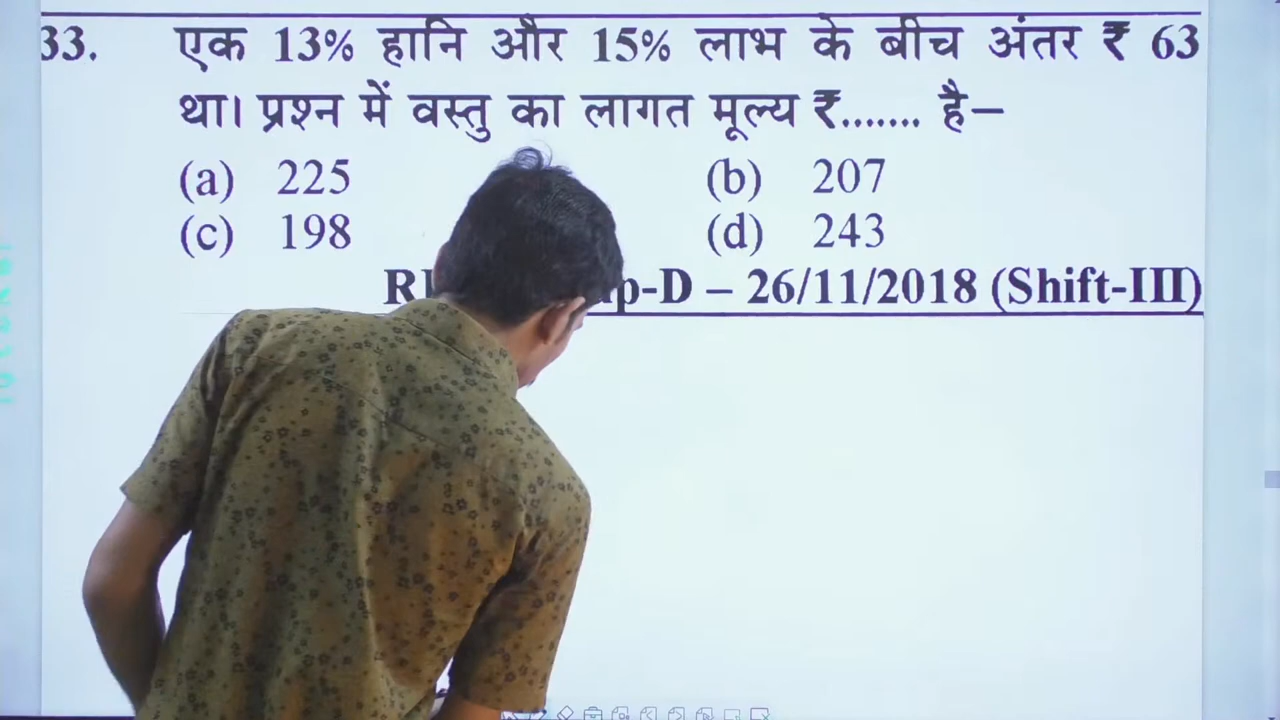 33. एक 13% हानि और 15% लाभ के बीच अंतर ₹ 63
था। प्रश्न में वस्तु का लागत मूल्य ₹....... है–
(a) 225 (b) 207
(c) 198 (d) 243
–D – 26/11/2018 (Shift-III)